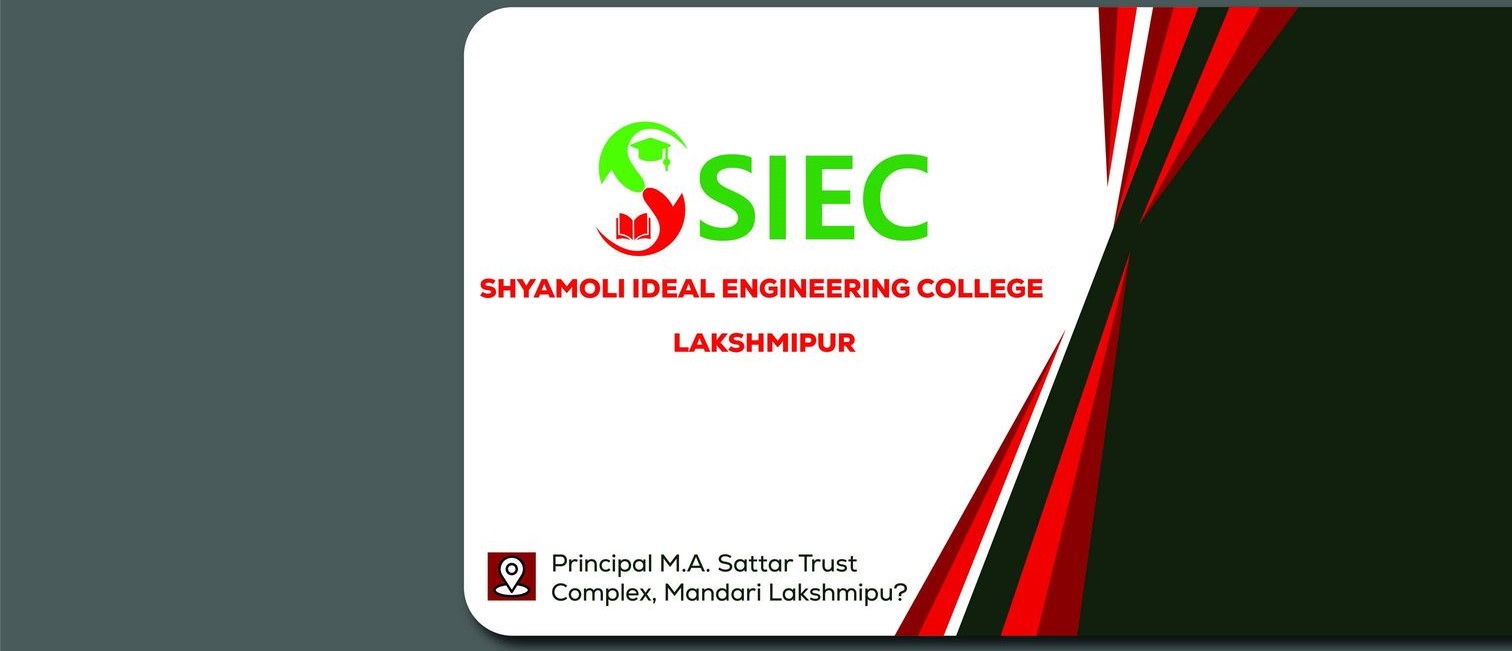 SIEC
SHYAMOLI IDEAL ENGINEERING COLLEGE
LAKSHMIPUR
Principal M.A. Sattar Trust
Complex, Mandari Lakshmipu?